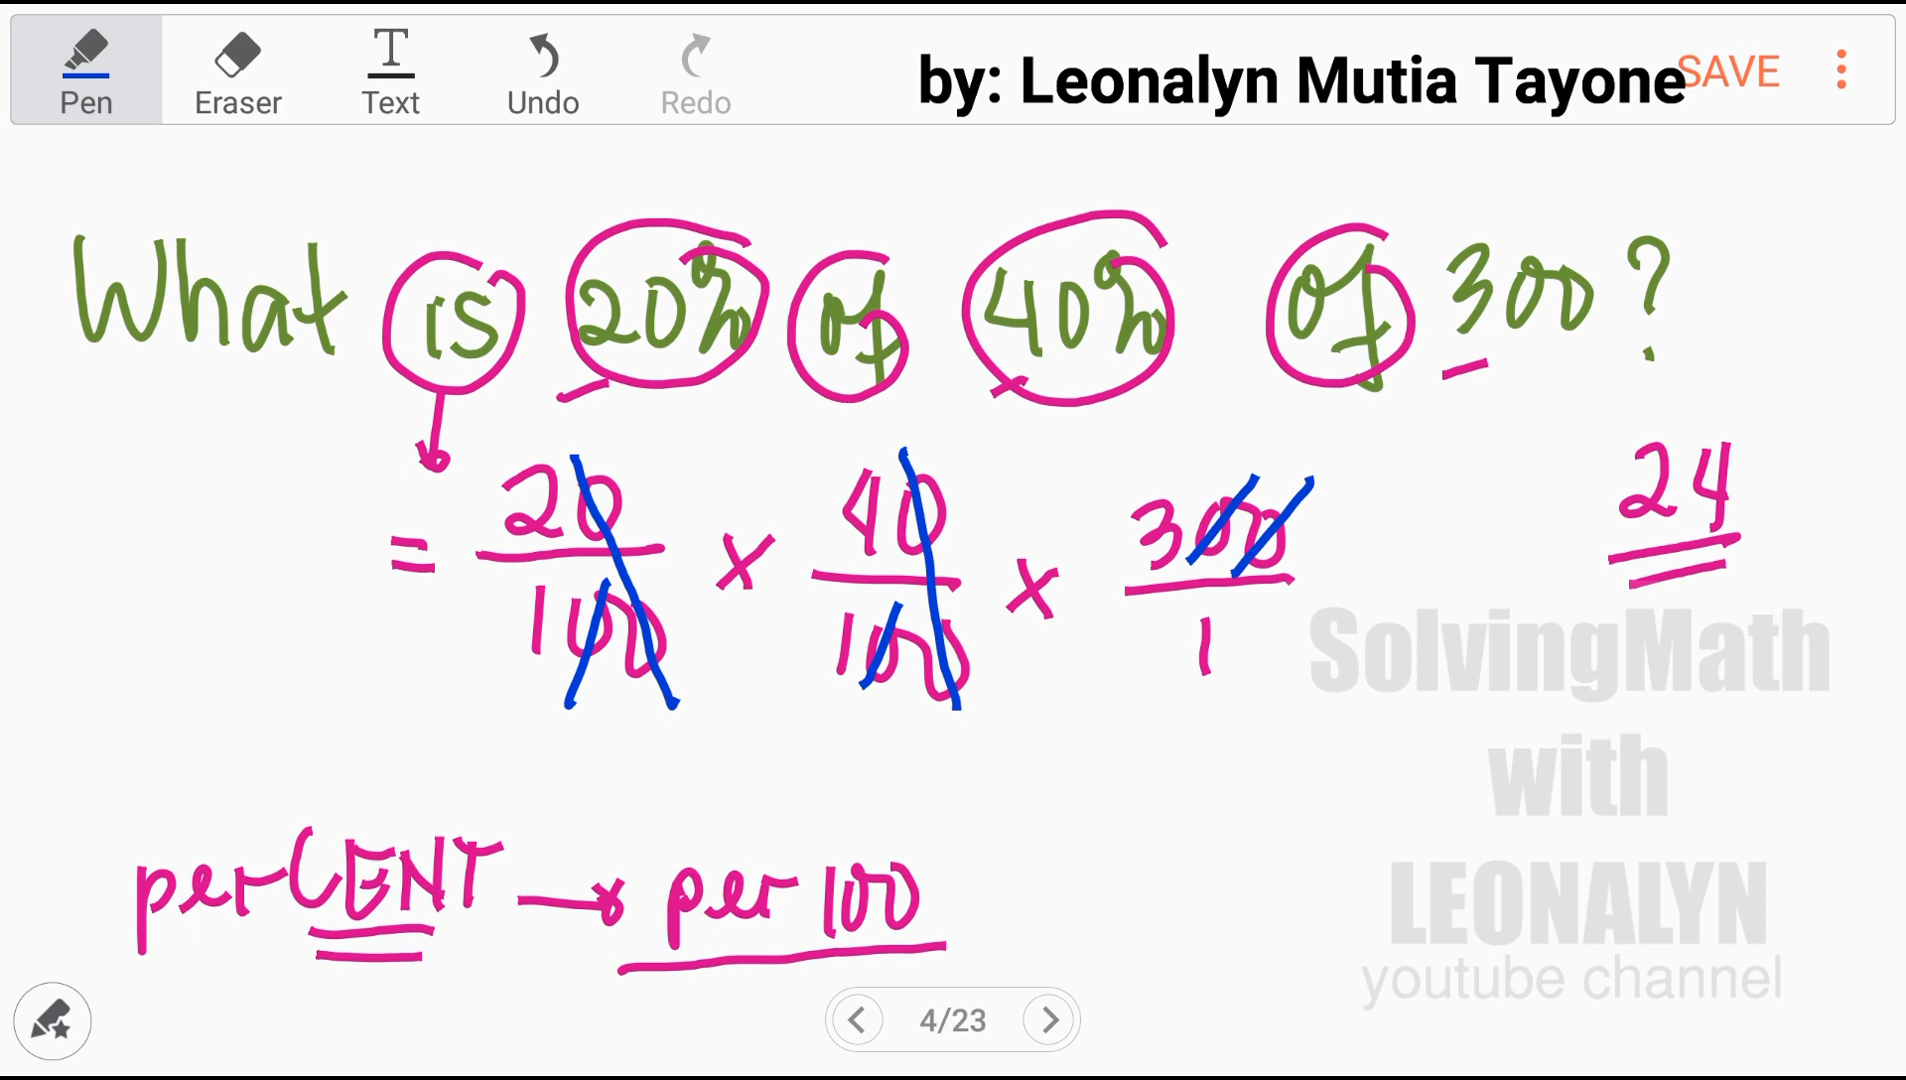 Pen Eraser Text Undo Redo by: Leonalyn Mutia Tayone SAVE
What is 20% of 40% of 300?
= 20/100 x 40/100 x 300/1
24
SolvingMath
with
LEONALYN
youtube channel
perCENT → per 100
4/23